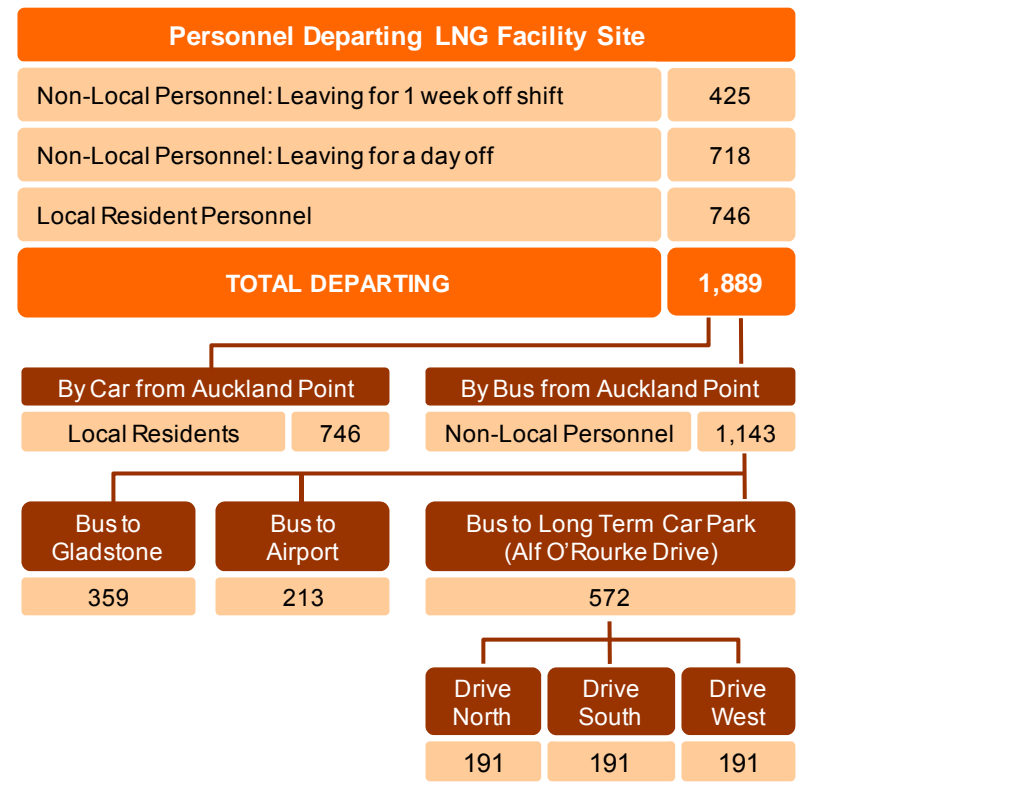 Personnel Departing LNG Facility Site
Non-Local Personnel: Leaving for 1 week off shift 425
Non-Local Personnel: Leaving for a day off 718
Local Resident Personnel 746
TOTAL DEPARTING 1,889
By Car from Auckland Point
Local Residents 746
By Bus from Auckland Point
Non-Local Personnel 1,143
Bus to
Gladstone
359
Bus to
Airport
213
Bus to Long Term Car Park
(Alf O'Rourke Drive)
572
Drive
North
191
Drive
South
191
Drive
West
191